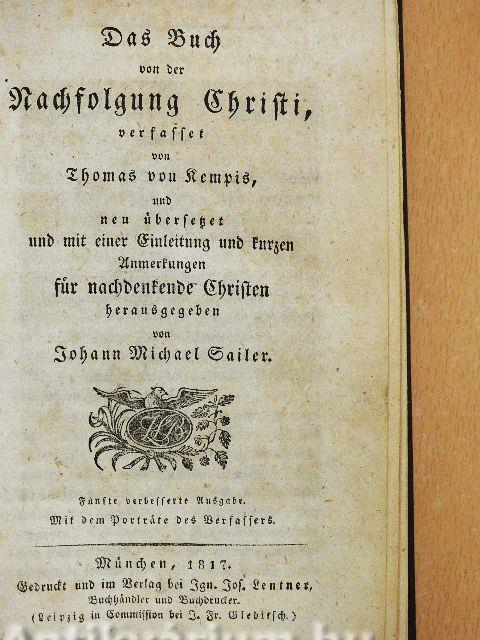 Das Buch
von der
Nachfolgung Christi,
verfasset
von
Thomas von Kempis,
und
neu übersetzet
und mit einer Einleitung und kurzen
Anmerkungen
für nachdenkende Christen
herausgegeben
von
Johann Michael Sailer.
Fünfte verbesserte Ausgabe.
Mit dem Porträte des Verfassers.
München, 1817.
Gedruckt und im Verlag bei Ign. Jos. Lentner,
Buchhändler und Buchdrucker.
(Leipzig in Commission bei J. Fr. Gleditsch.)